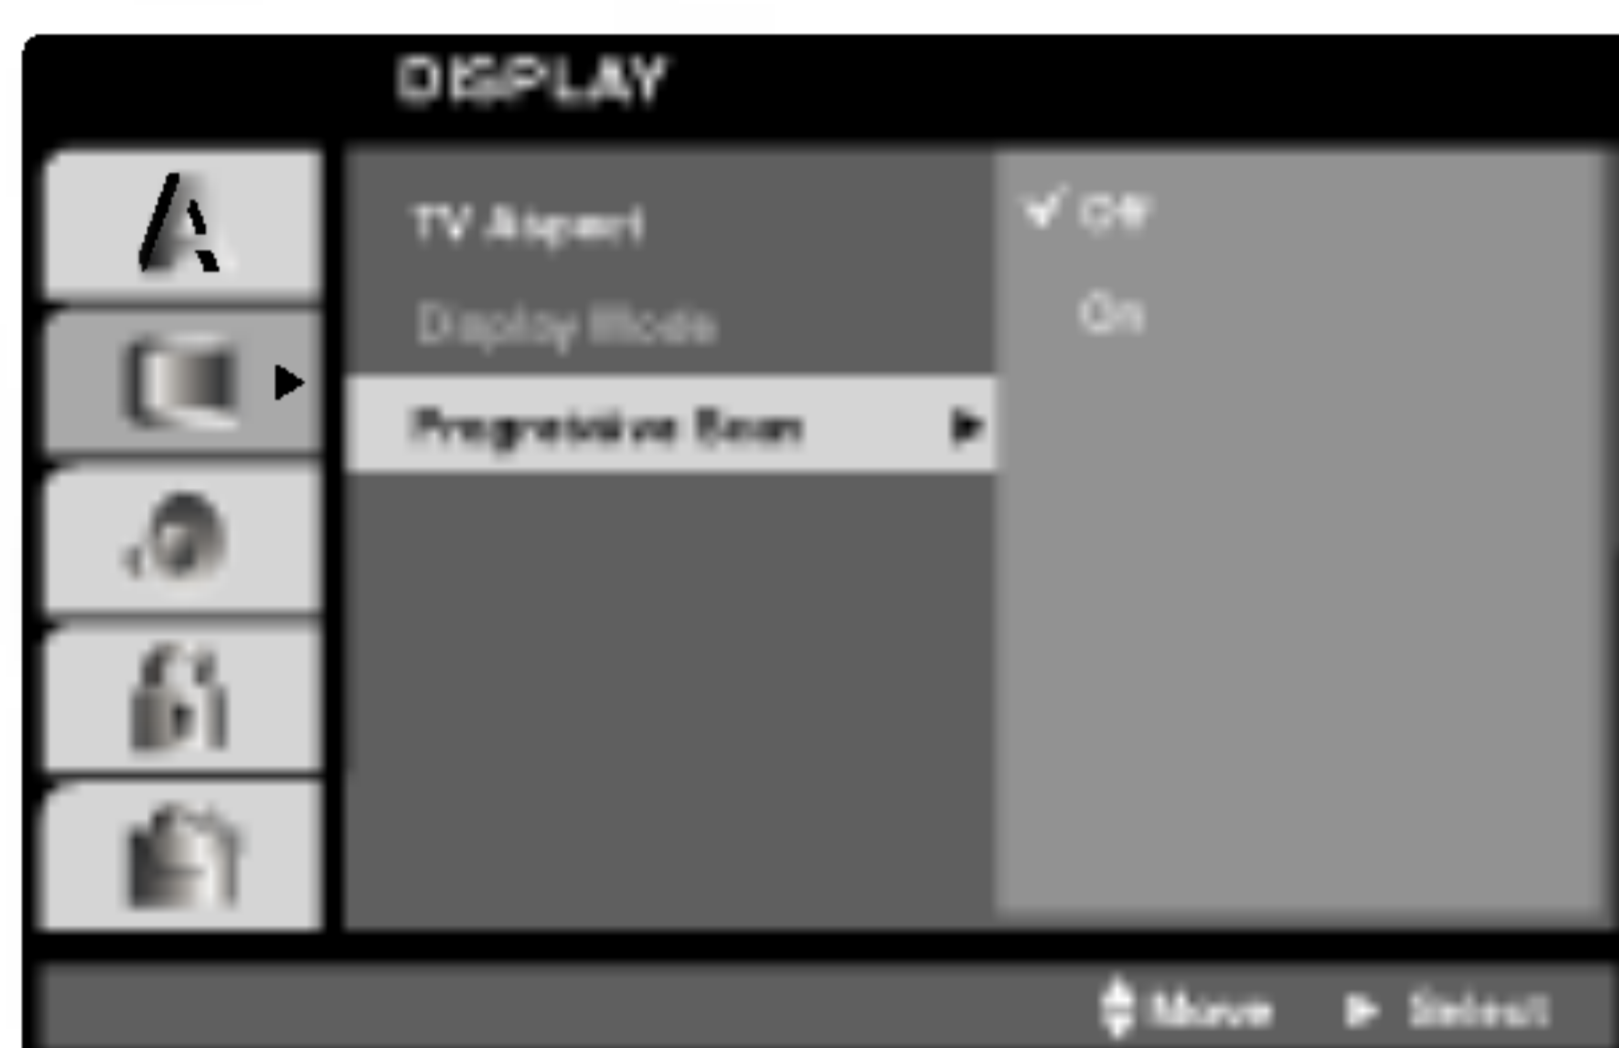 DISPLAY
TV Aspect
Off
Display Mode
On
Progressive Scan
Move Select